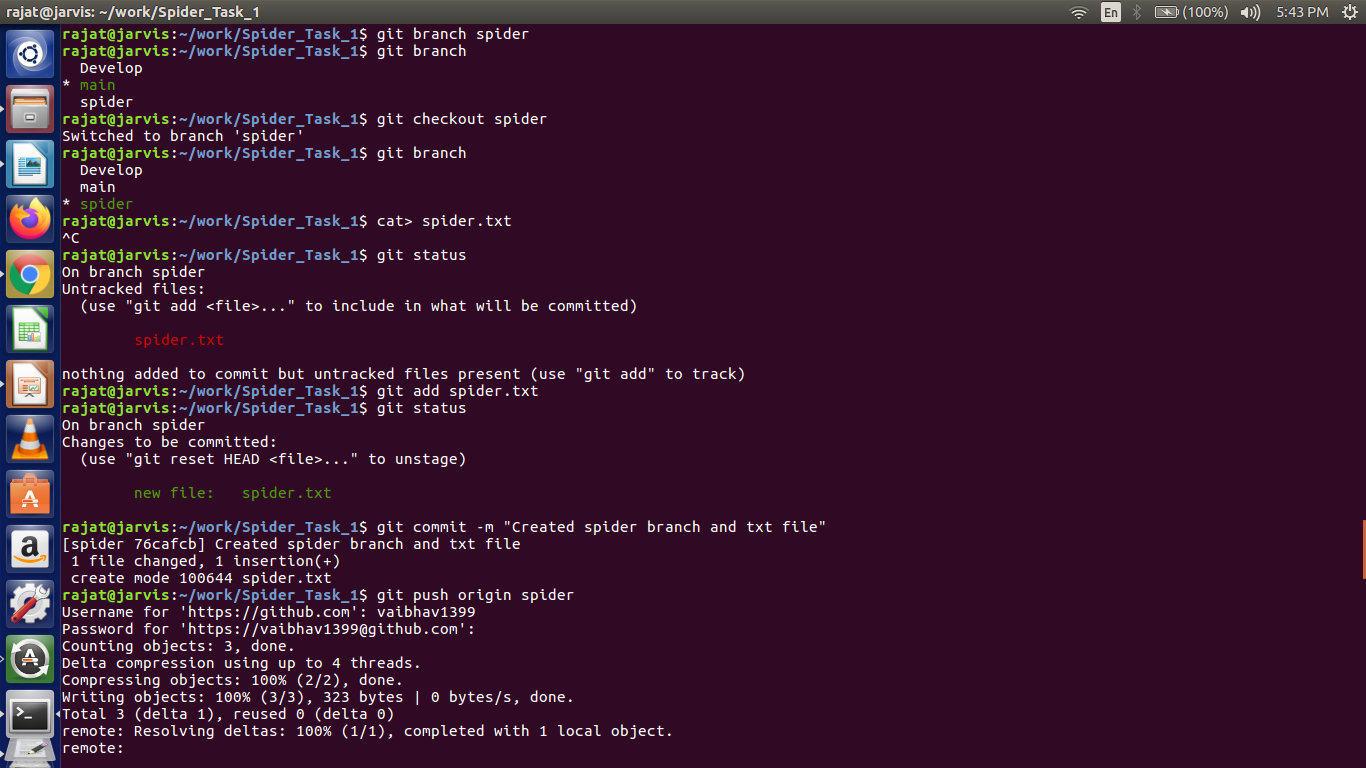 rajat@jarvis: ~/work/Spider_Task_1 En (100%) 5:43 PM
rajat@jarvis:~/work/Spider_Task_1$ git branch spider
rajat@jarvis:~/work/Spider_Task_1$ git branch
  Develop
* main
  spider
rajat@jarvis:~/work/Spider_Task_1$ git checkout spider
Switched to branch 'spider'
rajat@jarvis:~/work/Spider_Task_1$ git branch
  Develop
  main
* spider
rajat@jarvis:~/work/Spider_Task_1$ cat> spider.txt
^C
rajat@jarvis:~/work/Spider_Task_1$ git status
On branch spider
Untracked files:
  (use "git add <file>..." to include in what will be committed)
        spider.txt
nothing added to commit but untracked files present (use "git add" to track)
rajat@jarvis:~/work/Spider_Task_1$ git add spider.txt
rajat@jarvis:~/work/Spider_Task_1$ git status
On branch spider
Changes to be committed:
  (use "git reset HEAD <file>..." to unstage)
        new file:   spider.txt
rajat@jarvis:~/work/Spider_Task_1$ git commit -m "Created spider branch and txt file"
[spider 76cafcb] Created spider branch and txt file
 1 file changed, 1 insertion(+)
 create mode 100644 spider.txt
rajat@jarvis:~/work/Spider_Task_1$ git push origin spider
Username for 'https://github.com': vaibhav1399
Password for 'https://vaibhav1399@github.com':
Counting objects: 3, done.
Delta compression using up to 4 threads.
Compressing objects: 100% (2/2), done.
Writing objects: 100% (3/3), 323 bytes | 0 bytes/s, done.
Total 3 (delta 1), reused 0 (delta 0)
remote: Resolving deltas: 100% (1/1), completed with 1 local object.
remote: